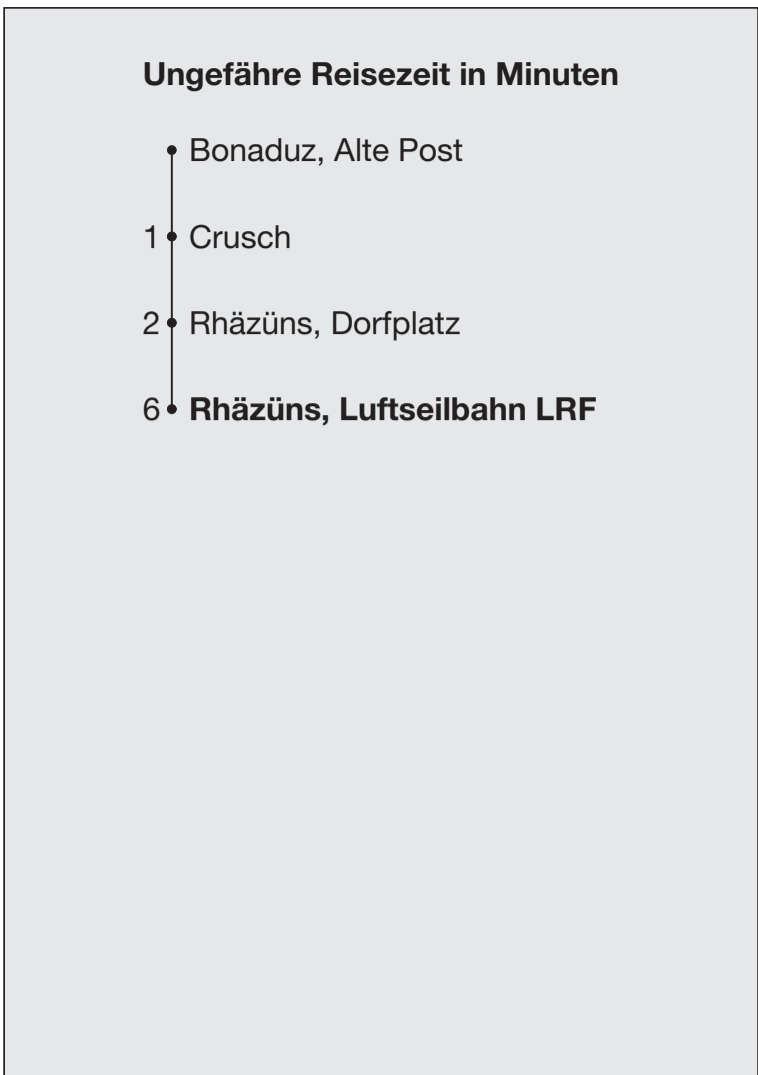 Ungefähre Reisezeit in Minuten
Bonaduz, Alte Post
1 Crusch
2 Rhäzüns, Dorfplatz
6 Rhäzüns, Luftseilbahn LRF